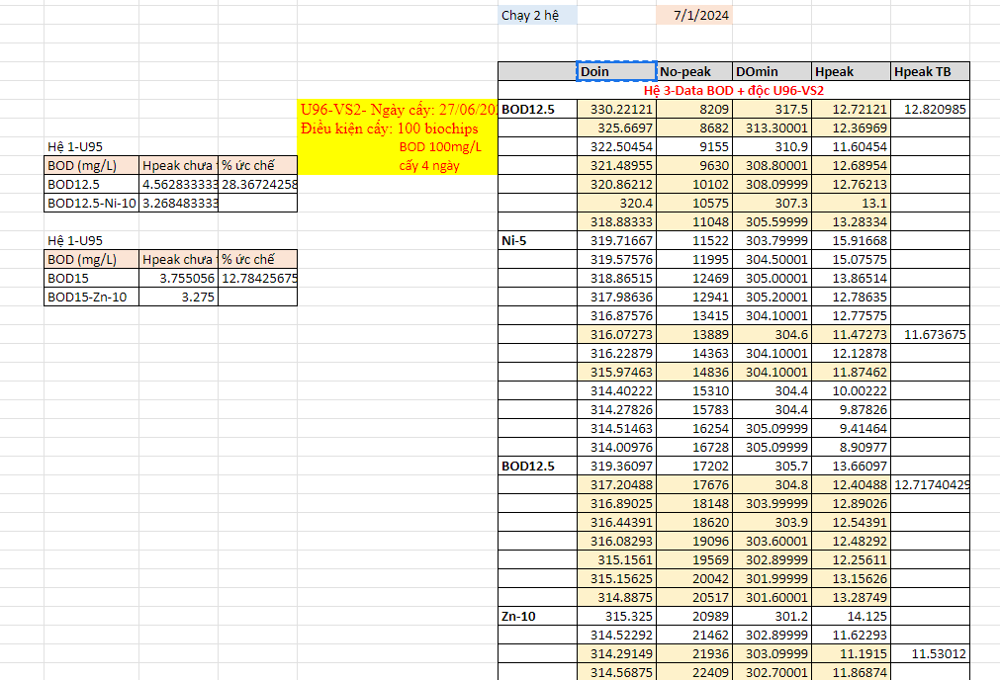 Chạy 2 hệ 7/1/2024
Doin No-peak DOmin Hpeak Hpeak TB
Hệ 3-Data BOD + độc U96-VS2
U96-VS2- Ngày cấy: 27/06/20
Điều kiện cấy: 100 biochips
BOD 100mg/L
cấy 4 ngày
Hệ 1-U95
BOD (mg/L) Hpeak chưa % ức chế
BOD12.5 4.562833333 28.36724258
BOD12.5-Ni-10 3.268483333
Hệ 1-U95
BOD (mg/L) Hpeak chưa % ức chế
BOD15 3.755056 12.78425675
BOD15-Zn-10 3.275
BOD12.5 330.22121 8209 317.5 12.72121 12.820985
325.6697 8682 313.30001 12.36969
322.50454 9155 310.9 11.60454
321.48955 9630 308.80001 12.68954
320.86212 10102 308.09999 12.76213
320.4 10575 307.3 13.1
318.88333 11048 305.59999 13.28334
Ni-5 319.71667 11522 303.79999 15.91668
319.57576 11995 304.50001 15.07575
318.86515 12469 305.00001 13.86514
317.98636 12941 305.20001 12.78635
316.87576 13415 304.10001 12.77575
316.07273 13889 304.6 11.47273 11.673675
316.22879 14363 304.10001 12.12878
315.97463 14836 304.10001 11.87462
314.40222 15310 304.4 10.00222
314.27826 15783 304.4 9.87826
314.51463 16254 305.09999 9.41464
314.00976 16728 305.09999 8.90977
BOD12.5 319.36097 17202 305.7 13.66097
317.20488 17676 304.8 12.40488 12.71740429
316.89025 18148 303.99999 12.89026
316.44391 18620 303.9 12.54391
316.08293 19096 303.60001 12.48292
315.1561 19569 302.89999 12.25611
315.15625 20042 301.99999 13.15626
314.8875 20517 301.60001 13.28749
Zn-10 315.325 20989 301.2 14.125
314.52292 21462 302.89999 11.62293
314.29149 21936 303.09999 11.1915 11.53012
314.56875 22409 302.70001 11.86874